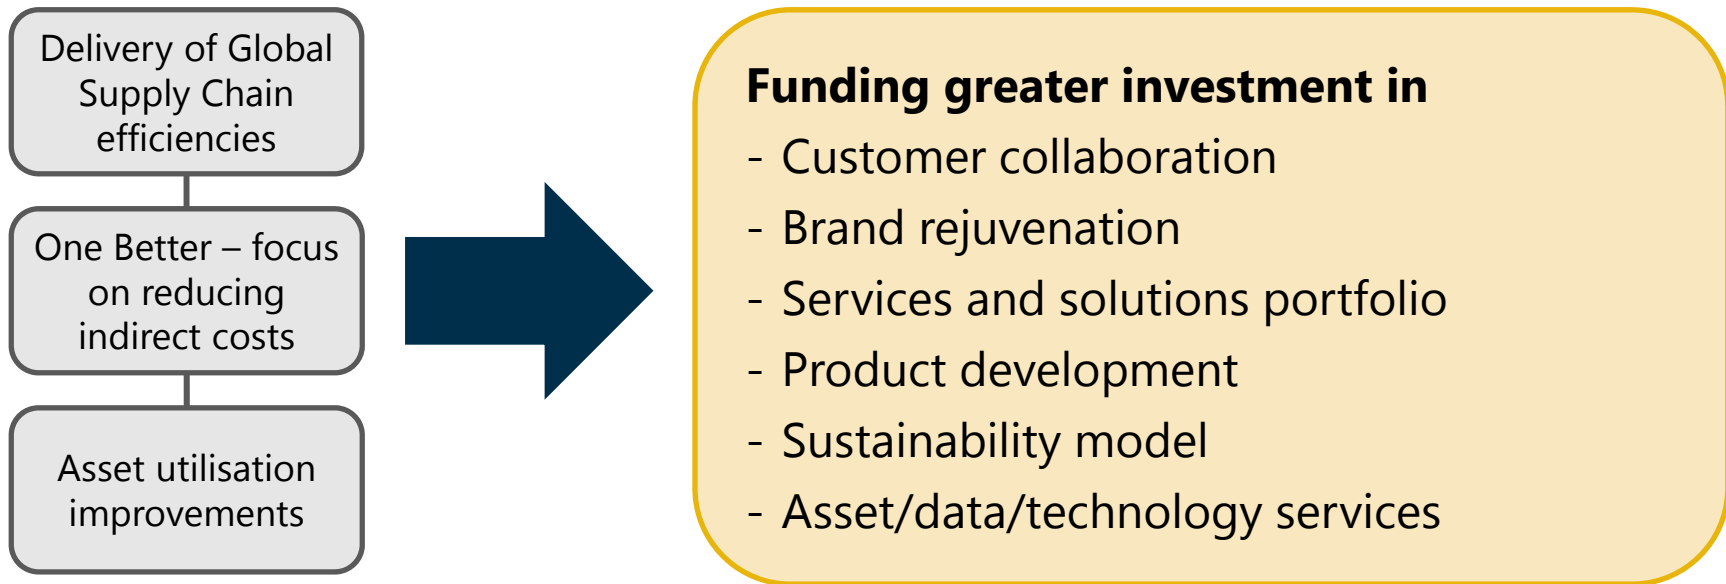 Delivery of Global
Supply Chain
efficiencies
One Better – focus
on reducing
indirect costs
Asset utilisation
improvements
Funding greater investment in
- Customer collaboration
- Brand rejuvenation
- Services and solutions portfolio
- Product development
- Sustainability model
- Asset/data/technology services